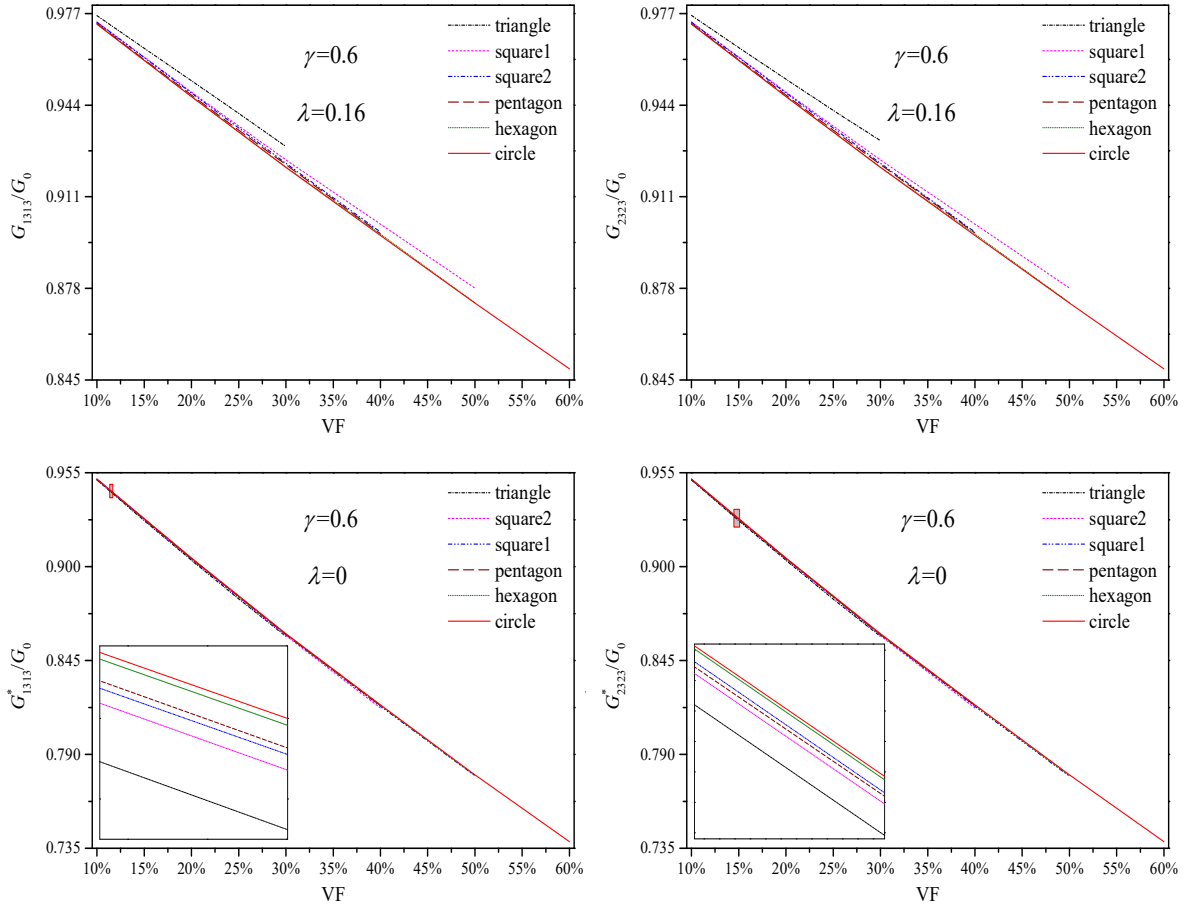 G1313/G0
0.977
0.944
0.911
0.878
0.845
γ=0.6
λ=0.16
triangle
square1
square2
pentagon
hexagon
circle
10% 15% 20% 25% 30% 35% 40% 45% 50% 55% 60%
VF
G2323/G0
0.977
0.944
0.911
0.878
0.845
γ=0.6
λ=0.16
triangle
square1
square2
pentagon
hexagon
circle
10% 15% 20% 25% 30% 35% 40% 45% 50% 55% 60%
VF
G*1313/G0
0.955
0.900
0.845
0.790
0.735
γ=0.6
λ=0
triangle
square2
square1
pentagon
hexagon
circle
10% 15% 20% 25% 30% 35% 40% 45% 50% 55% 60%
VF
G*2323/G0
0.955
0.900
0.845
0.790
0.735
γ=0.6
λ=0
triangle
square2
square1
pentagon
hexagon
circle
10% 15% 20% 25% 30% 35% 40% 45% 50% 55% 60%
VF